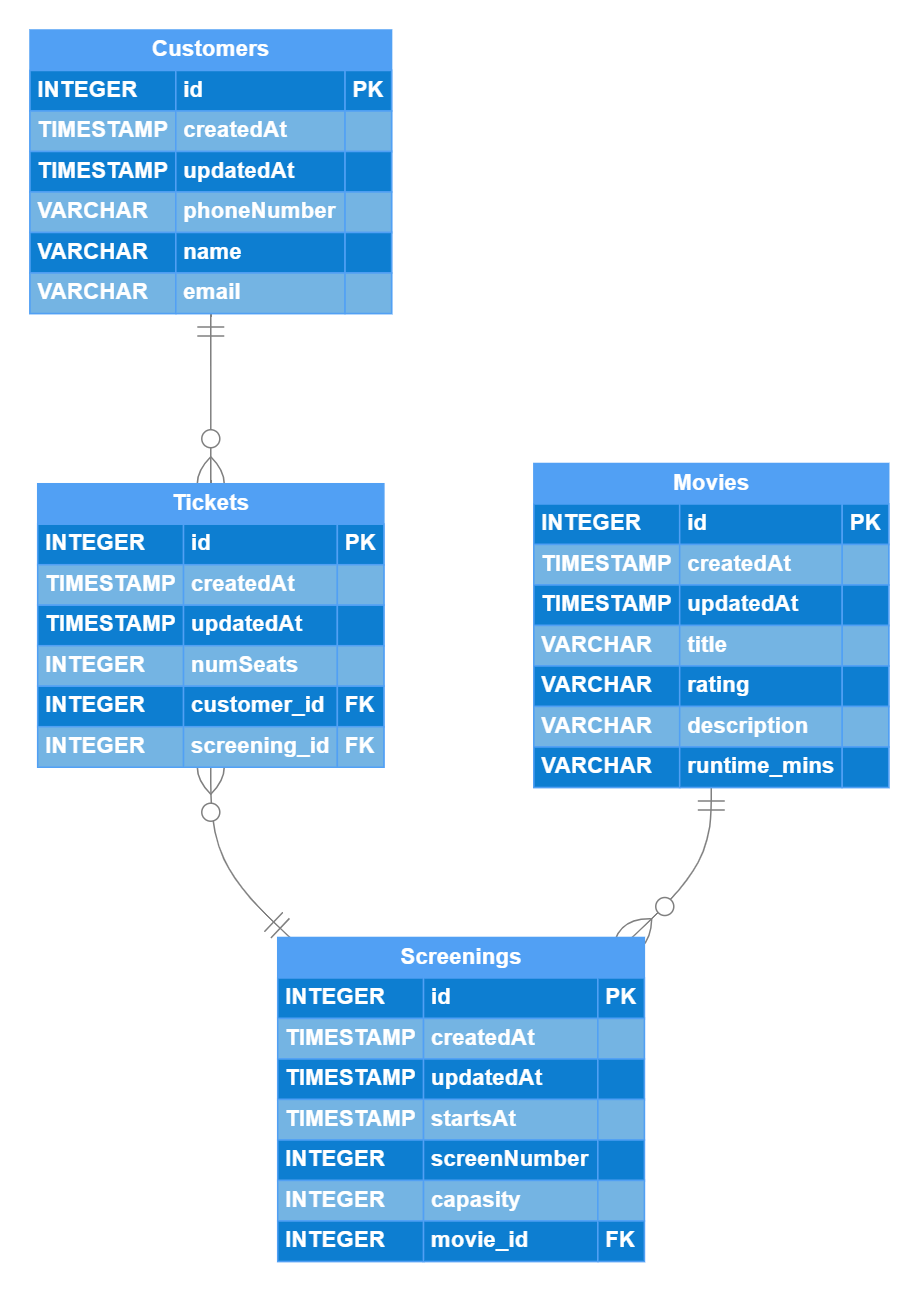 Customers
INTEGER id PK
TIMESTAMP createdAt
TIMESTAMP updatedAt
VARCHAR phoneNumber
VARCHAR name
VARCHAR email
Tickets
INTEGER id PK
TIMESTAMP createdAt
TIMESTAMP updatedAt
INTEGER numSeats
INTEGER customer_id FK
INTEGER screening_id FK
Movies
INTEGER id PK
TIMESTAMP createdAt
TIMESTAMP updatedAt
VARCHAR title
VARCHAR rating
VARCHAR description
VARCHAR runtime_mins
Screenings
INTEGER id PK
TIMESTAMP createdAt
TIMESTAMP updatedAt
TIMESTAMP startsAt
INTEGER screenNumber
INTEGER capasity
INTEGER movie_id FK